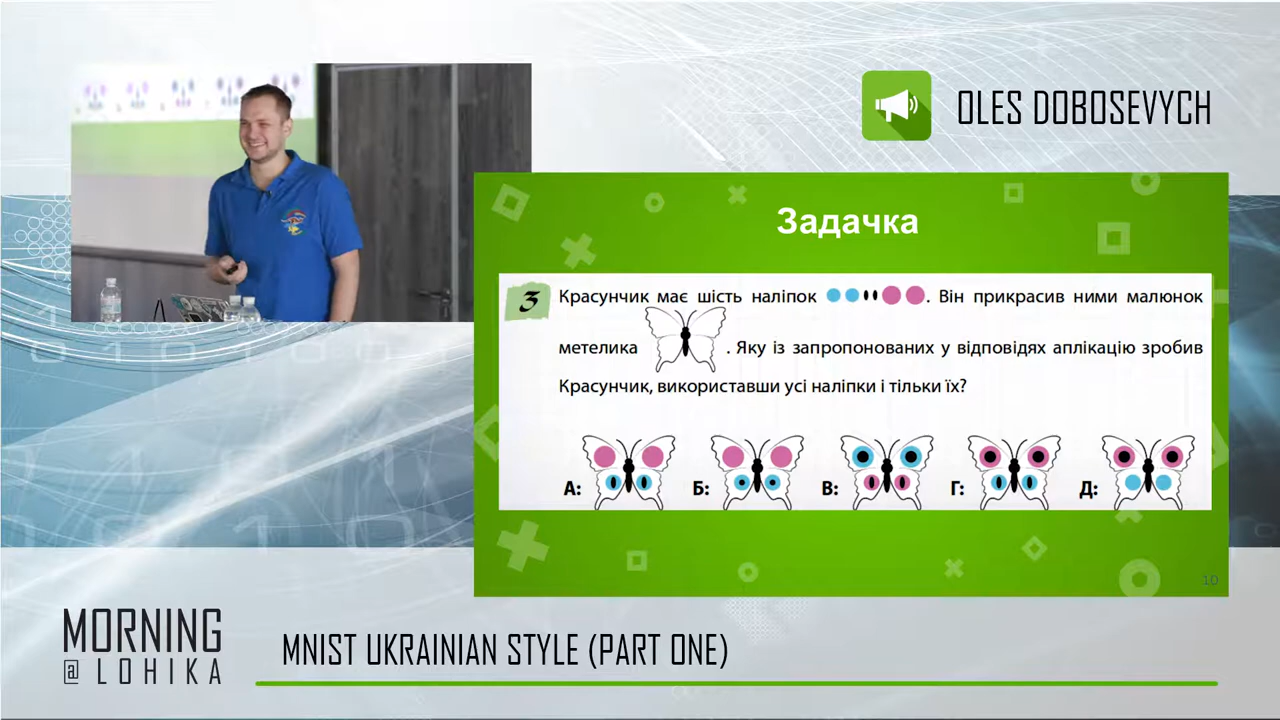 OLES DOBOSEVYCH
Задачка
3 Красунчик має шість наліпок . Він прикрасив ними малюнок
метелика . Яку із запропонованих у відповідях аплікацію зробив
Красунчик, використавши усі наліпки і тільки їх?
А: Б: В: Г: Д:
10
MORNING
@ LOHIKA
MNIST UKRAINIAN STYLE (PART ONE)